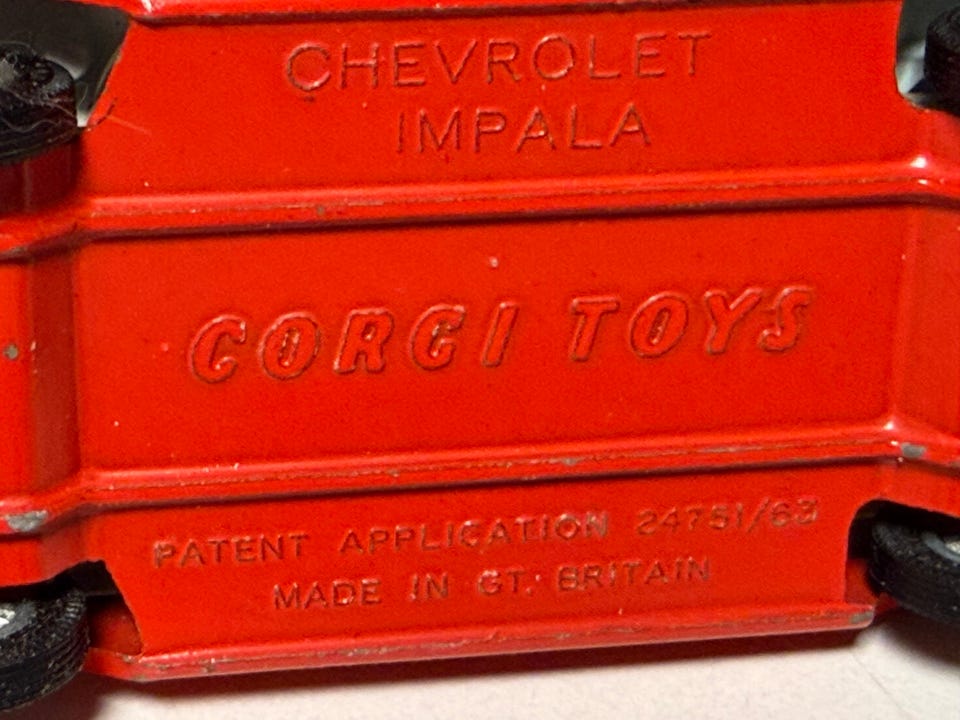 CHEVROLET
IMPALA
CORGI TOYS
PATENT APPLICATION 24751/63
MADE IN GT. BRITAIN